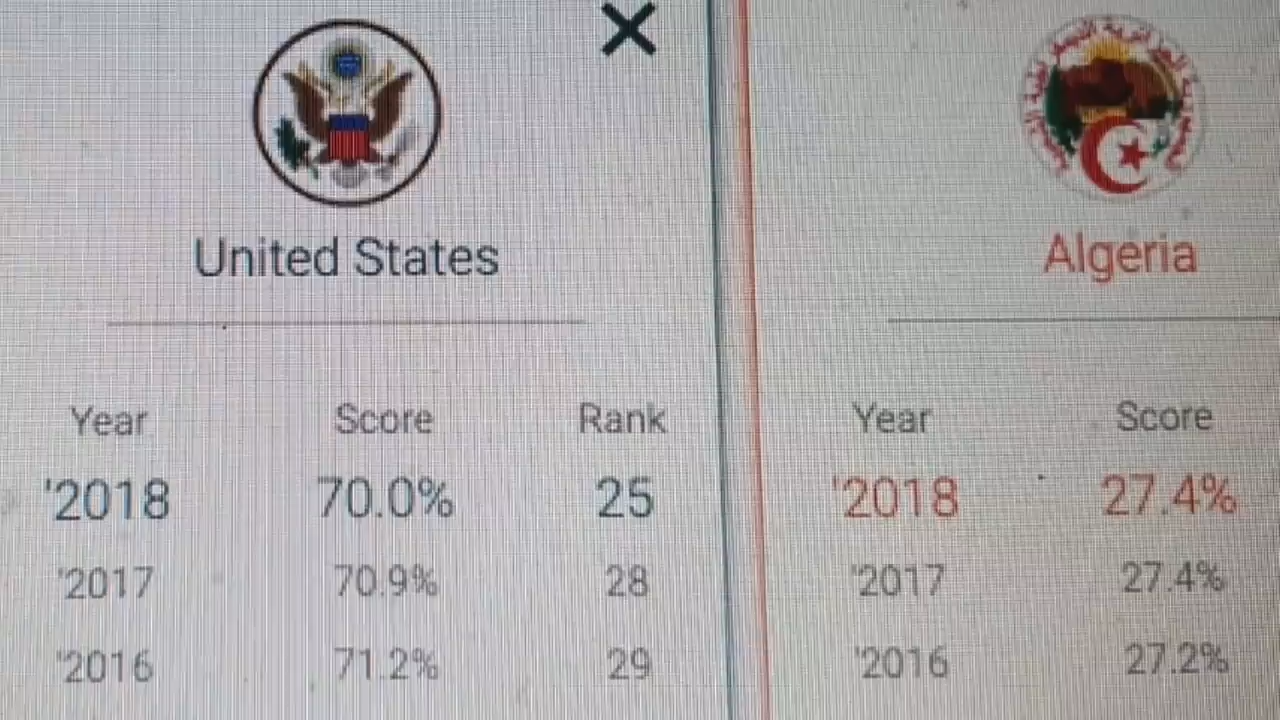 United States
Year Score Rank
'2018 70.0% 25
'2017 70.9% 28
'2016 71.2% 29
Algeria
Year Score
'2018 27.4%
'2017 27.4%
'2016 27.2%